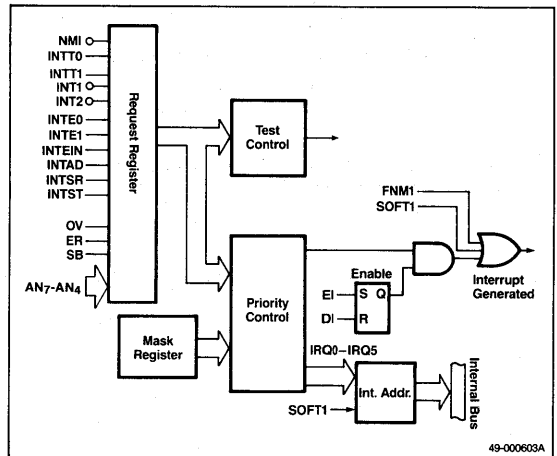 NMI
INTT0
INTT1
INT1
INT2
INTE0
INTE1
INTEIN
INTAD
INTSR
INTST
OV
ER
SB
AN7-AN4
Request Register
Test
Control
FNM1
SOFT1
Interrupt
Generated
Enable
EI
S Q
DI
R
Priority
Control
Mask
Register
IRQ0–IRQ5
Int. Addr.
SOFT1
Internal Bus
49-000603A